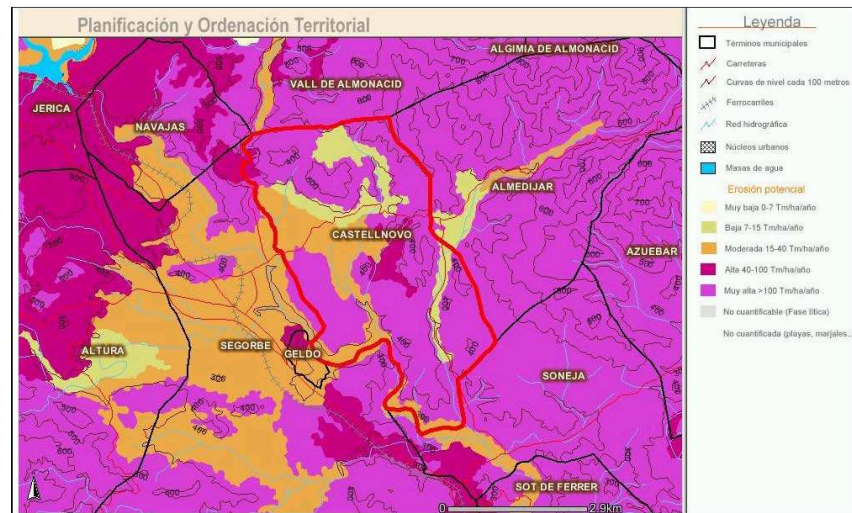 Planificación y Ordenación Territorial
ALGIMIA DE ALMONACID
VALL DE ALMONACID
JERICA
NAVAJAS
ALMEDIJAR
CASTELLNOVO
AZUEBAR
SEGORBE
GELDO
ALTURA
SONEJA
SOT DE FERRER
0 2.9km
Leyenda
Términos municipales
Carreteras
Curvas de nivel cada 100 metros
Ferrocarriles
Red hidrográfica
Núcleos urbanos
Masas de agua
Erosión potencial
Muy baja 0-7 Tm/ha/año
Baja 7-15 Tm/ha/año
Moderada 15-40 Tm/ha/año
Alta 40-100 Tm/ha/año
Muy alta >100 Tm/ha/año
No cuantificable (Fase lítica)
No cuantificada (playas, marjales..